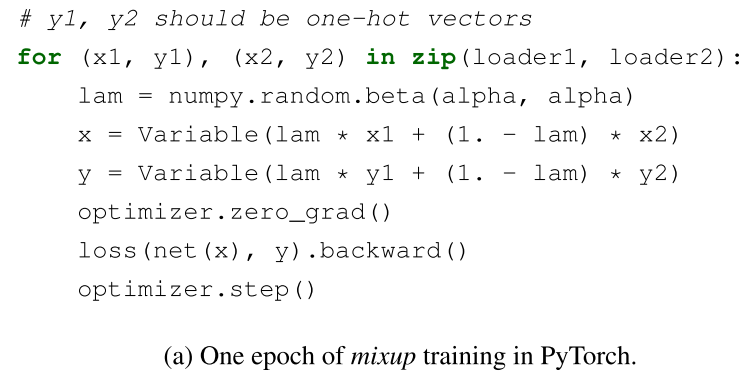 # y1, y2 should be one-hot vectors
for (x1, y1), (x2, y2) in zip(loader1, loader2):
    lam = numpy.random.beta(alpha, alpha)
    x = Variable(lam * x1 + (1. - lam) * x2)
    y = Variable(lam * y1 + (1. - lam) * y2)
    optimizer.zero_grad()
    loss(net(x), y).backward()
    optimizer.step()
(a) One epoch of mixup training in PyTorch.